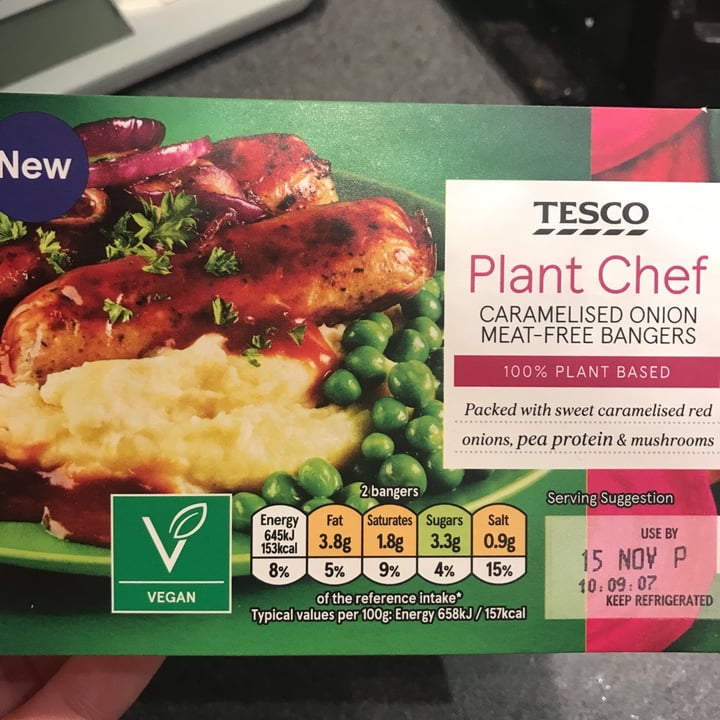 New
TESCO
Plant Chef
CARAMELISED ONION
MEAT-FREE BANGERS
100% PLANT BASED
Packed with sweet caramelised red
onions, pea protein & mushrooms
Serving Suggestion
2 bangers
Energy Fat Saturates Sugars Salt
645kJ
153kcal 3.8g 1.8g 3.3g 0.9g
8% 5% 9% 4% 15%
of the reference intake*
Typical values per 100g: Energy 658kJ / 157kcal
V
VEGAN
USE BY
15 NOV P
10:09:07
KEEP REFRIGERATED